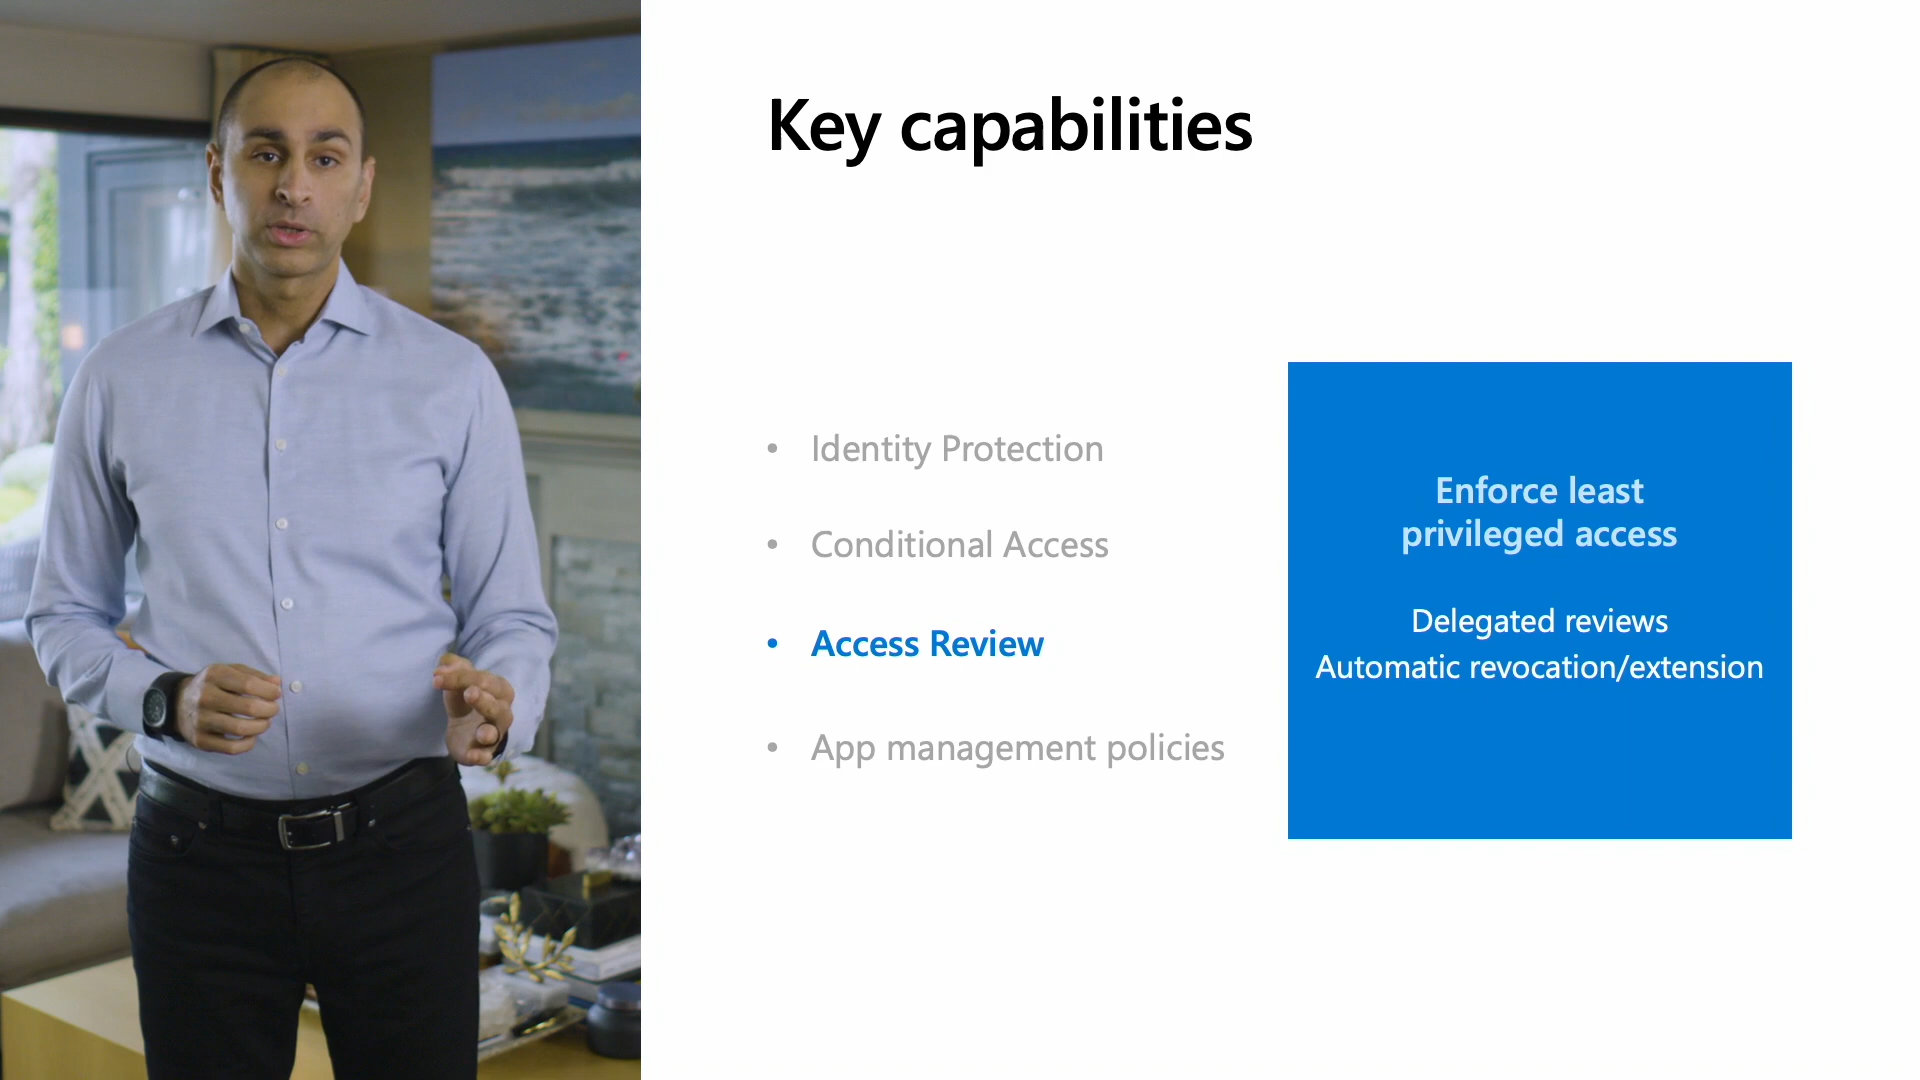 Key capabilities
• Identity Protection
• Conditional Access
• Access Review
• App management policies
Enforce least
privileged access
Delegated reviews
Automatic revocation/extension